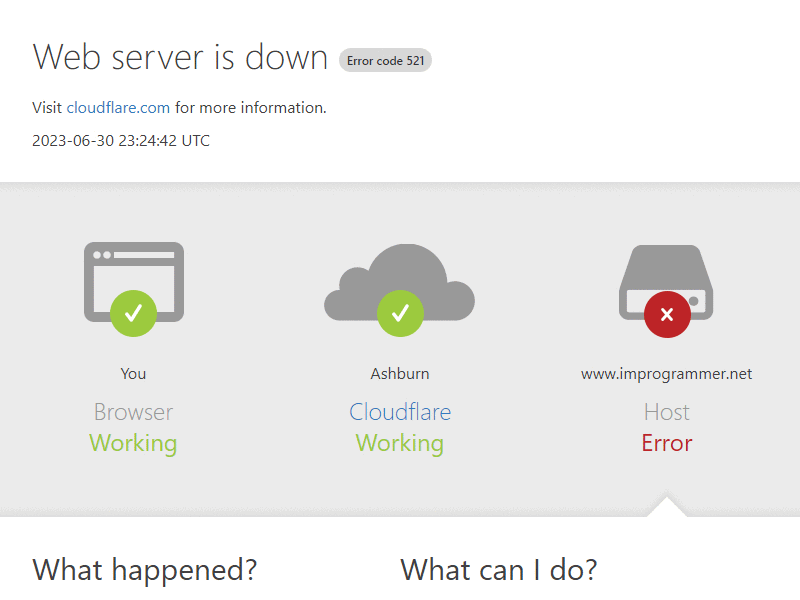 Web server is down Error code 521
Visit cloudflare.com for more information.
2023-06-30 23:24:42 UTC
You
Browser
Working
Ashburn
Cloudflare
Working
www.improgrammer.net
Host
Error
What happened?
What can I do?